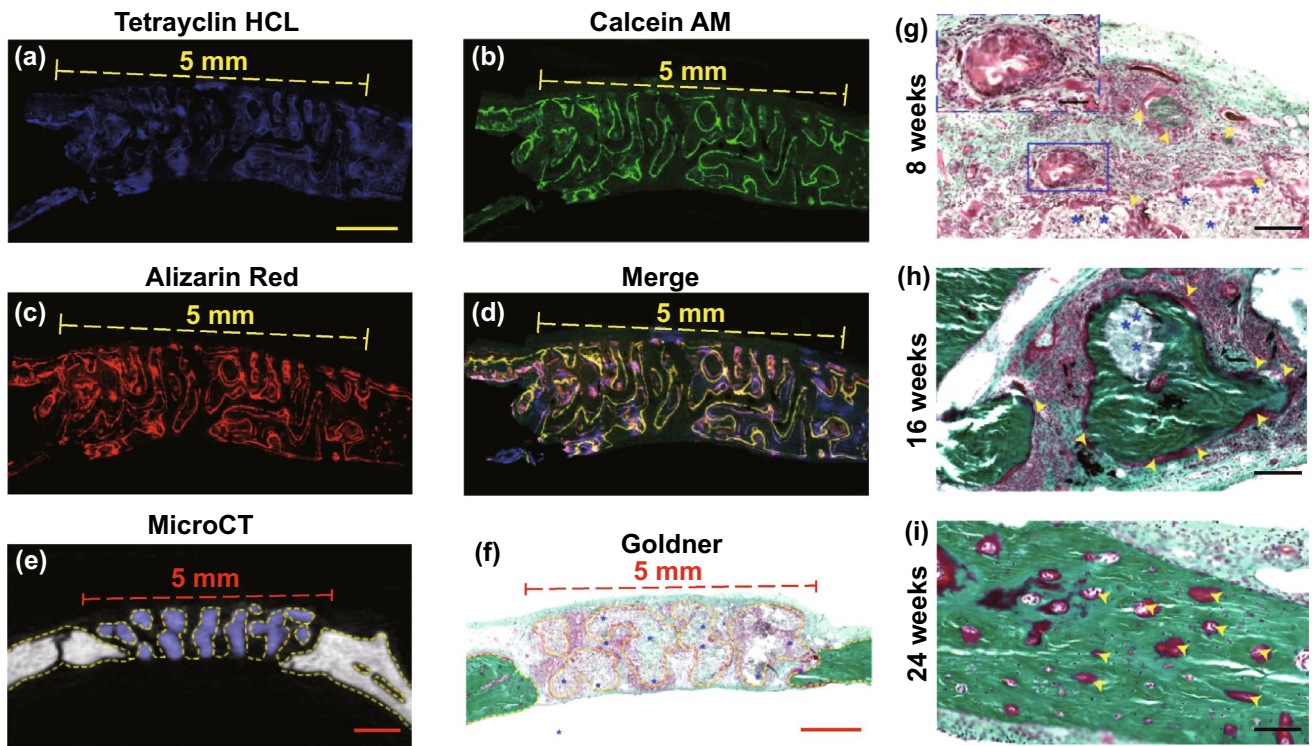 Tetrayclin HCL
(a)
5 mm
Calcein AM
(b)
5 mm
Alizarin Red
(c)
5 mm
Merge
(d)
5 mm
MicroCT
(e)
5 mm
Goldner
(f)
5 mm
*
8 weeks
(g)
16 weeks
(h)
24 weeks
(i)